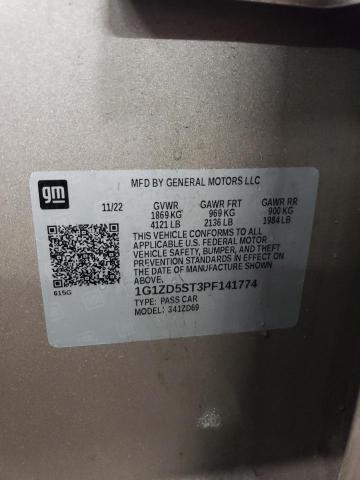 gm
MFD BY GENERAL MOTORS LLC
11/22 GVWR GAWR FRT GAWR RR
1869 KG 969 KG 900 KG
4121 LB 2136 LB 1984 LB
THIS VEHICLE CONFORMS TO ALL
APPLICABLE U.S. FEDERAL MOTOR
VEHICLE SAFETY, BUMPER, AND THEFT
PREVENTION STANDARDS IN EFFECT ON
THE DATE OF MANUFACTURE SHOWN
ABOVE.
615G
1G1ZD5ST3PF141774
TYPE: PASS CAR
MODEL: 341ZD69